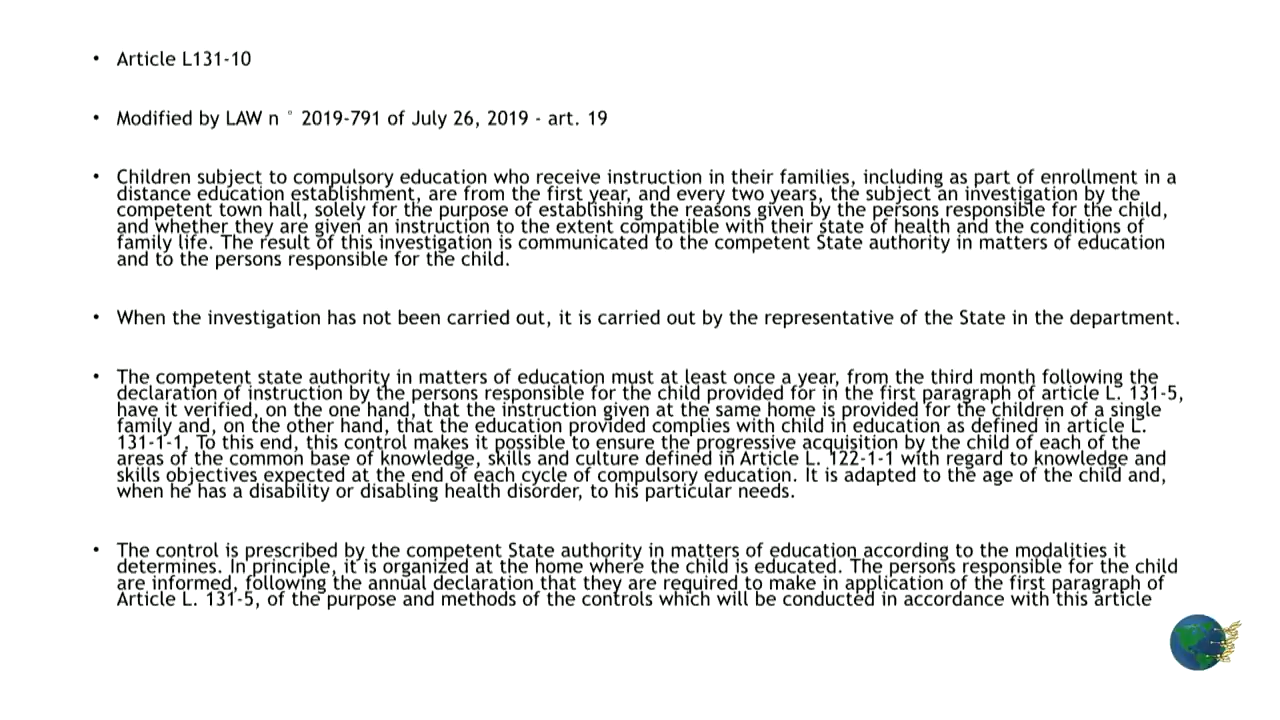 • Article L131-10
• Modified by LAW n ° 2019-791 of July 26, 2019 - art. 19
• Children subject to compulsory education who receive instruction in their families, including as part of enrollment in a
distance education establishment, are from the first year, and every two years, the subject an investigation by the
competent town hall, solely for the purpose of establishing the reasons given by the persons responsible for the child,
and whether they are given an instruction to the extent compatible with their state of health and the conditions of
family life. The result of this investigation is communicated to the competent State authority in matters of education
and to the persons responsible for the child.
• When the investigation has not been carried out, it is carried out by the representative of the State in the department.
• The competent state authority in matters of education must at least once a year, from the third month following the
declaration of instruction by the persons responsible for the child provided for in the first paragraph of article L. 131-5,
have it verified, on the one hand, that the instruction given at the same home is provided for the children of a single
family and, on the other hand, that the education provided complies with child in education as defined in article L.
131-1-1. To this end, this control makes it possible to ensure the progressive acquisition by the child of each of the
areas of the common base of knowledge, skills and culture defined in Article L. 122-1-1 with regard to knowledge and
skills objectives expected at the end of each cycle of compulsory education. It is adapted to the age of the child and,
when he has a disability or disabling health disorder, to his particular needs.
• The control is prescribed by the competent State authority in matters of education according to the modalities it
determines. In principle, it is organized at the home where the child is educated. The persons responsible for the child
are informed, following the annual declaration that they are required to make in application of the first paragraph of
Article L. 131-5, of the purpose and methods of the controls which will be conducted in accordance with this article